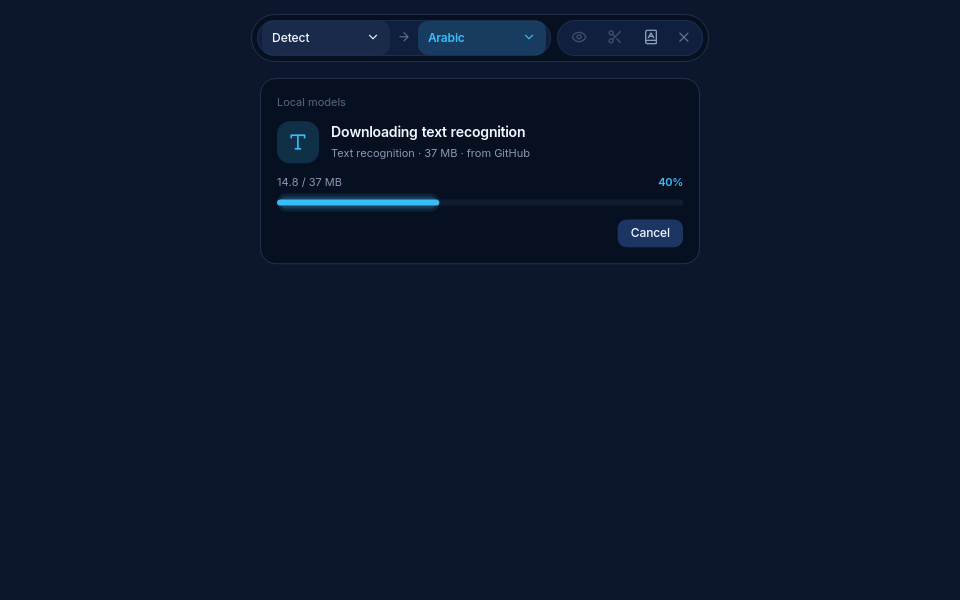 Detect
Arabic
Local models
Downloading text recognition
Text recognition · 37 MB · from GitHub
14.8 / 37 MB
40%
Cancel